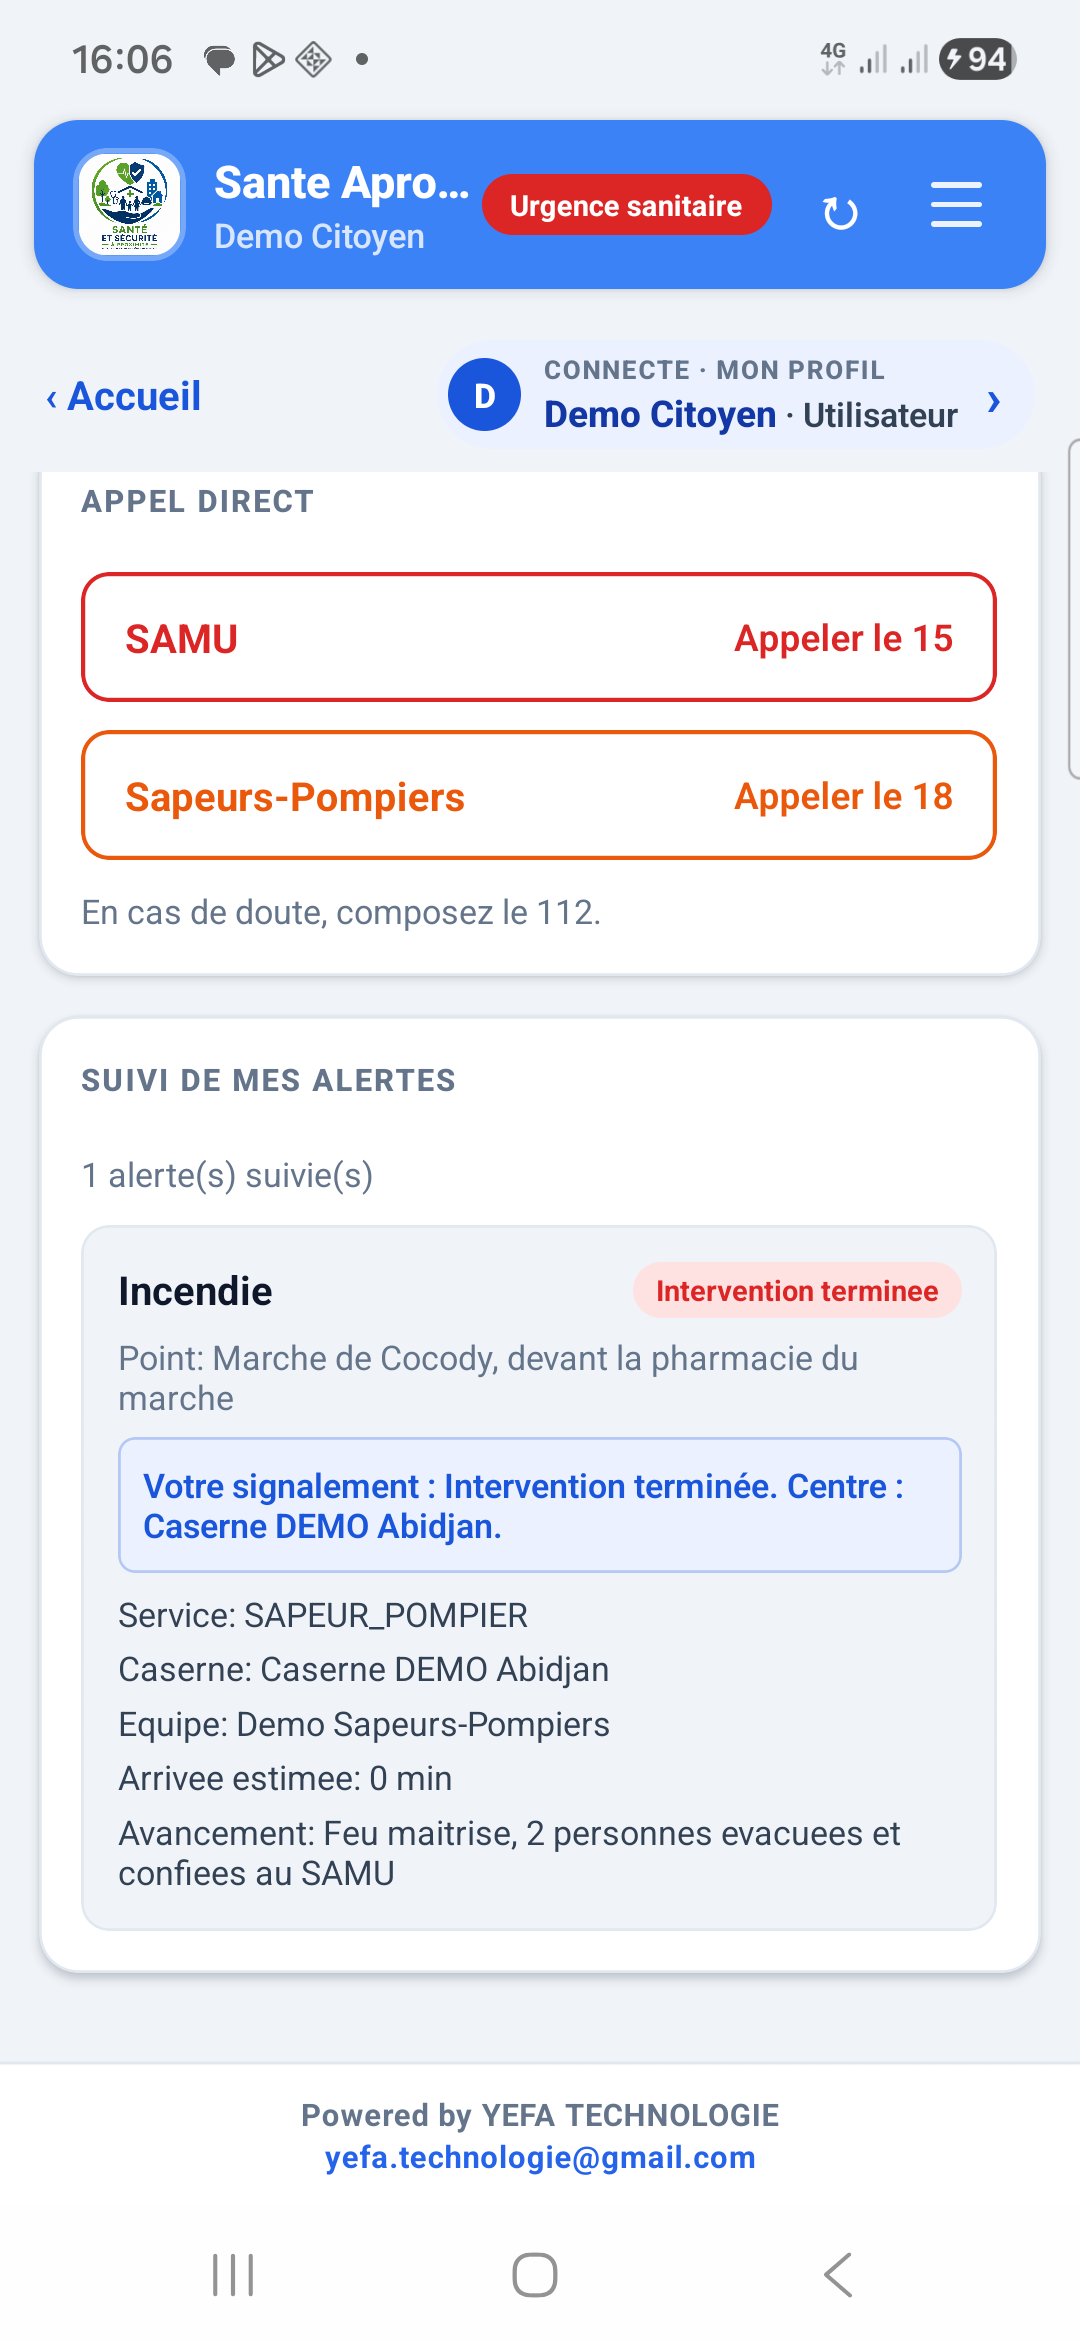 16:06
4G
94
SANTÉ
ET SÉCURITÉ
À PROXIMITÉ
Sante Apro...
Demo Citoyen
Urgence sanitaire
‹ Accueil
D
CONNECTE · MON PROFIL
Demo Citoyen · Utilisateur ›
APPEL DIRECT
SAMU Appeler le 15
Sapeurs-Pompiers Appeler le 18
En cas de doute, composez le 112.
SUIVI DE MES ALERTES
1 alerte(s) suivie(s)
Incendie Intervention terminee
Point: Marche de Cocody, devant la pharmacie du
marche
Votre signalement : Intervention terminée. Centre :
Caserne DEMO Abidjan.
Service: SAPEUR_POMPIER
Caserne: Caserne DEMO Abidjan
Equipe: Demo Sapeurs-Pompiers
Arrivee estimee: 0 min
Avancement: Feu maitrise, 2 personnes evacuees et
confiees au SAMU
Powered by YEFA TECHNOLOGIE
yefa.technologie@gmail.com